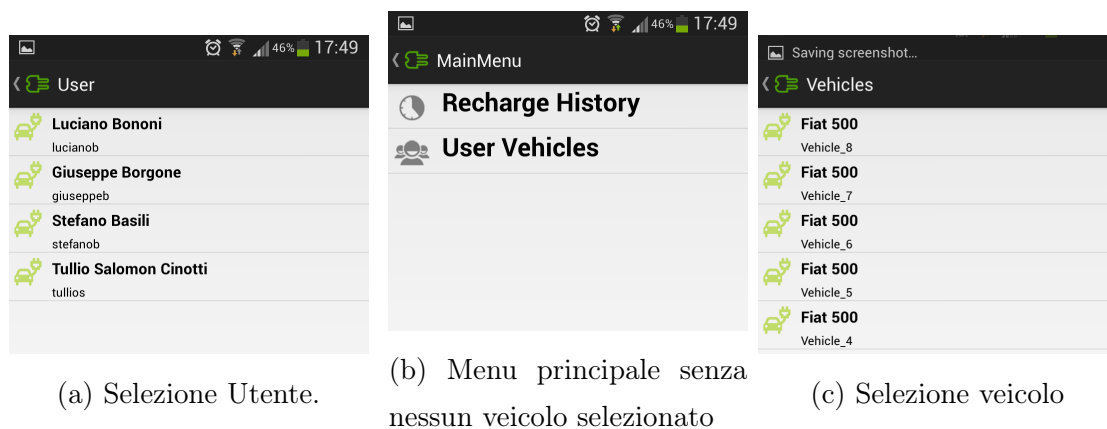 46% 17:49
User
Luciano Bononi
lucianob
Giuseppe Borgone
giuseppeb
Stefano Basili
stefanob
Tullio Salomon Cinotti
tullios
(a) Selezione Utente.
46% 17:49
MainMenu
Recharge History
User Vehicles
(b) Menu principale senza
nessun veicolo selezionato
Saving screenshot...
Vehicles
Fiat 500
Vehicle_8
Fiat 500
Vehicle_7
Fiat 500
Vehicle_6
Fiat 500
Vehicle_5
Fiat 500
Vehicle_4
(c) Selezione veicolo